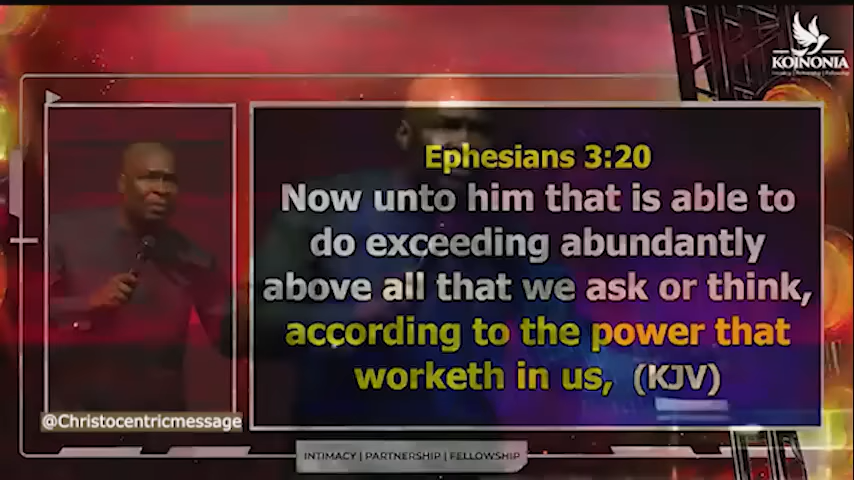 KOINONIA
Ephesians 3:20
Now unto him that is able to
do exceeding abundantly
above all that we ask or think,
according to the power that
worketh in us, (KJV)
@Christocentricmessage
INTIMACY | PARTNERSHIP | FELLOWSHIP